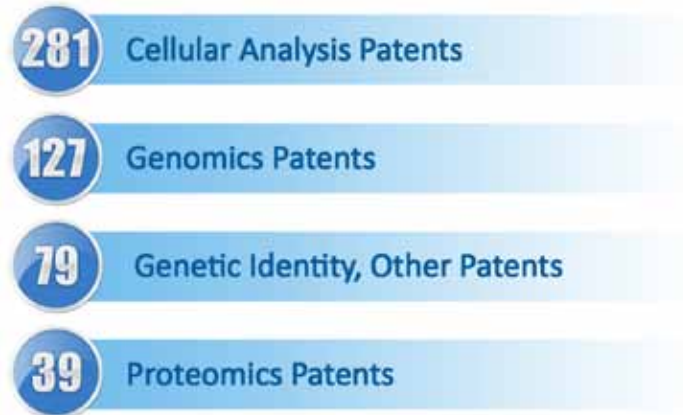 281 Cellular Analysis Patents
127 Genomics Patents
79 Genetic Identity, Other Patents
39 Proteomics Patents